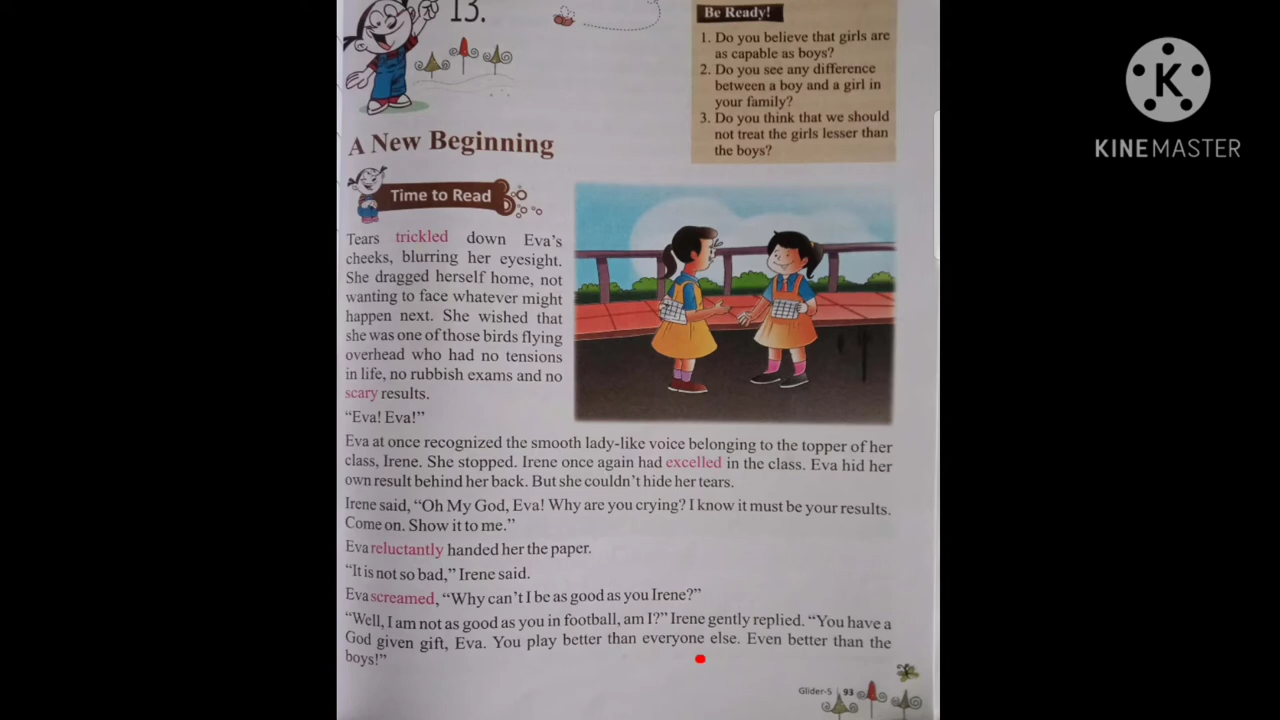 13.
Be Ready!
1. Do you believe that girls are
as capable as boys?
2. Do you see any difference
between a boy and a girl in
your family?
3. Do you think that we should
not treat the girls lesser than
the boys?
A New Beginning
Time to Read
Tears trickled down Eva's
cheeks, blurring her eyesight.
She dragged herself home, not
wanting to face whatever might
happen next. She wished that
she was one of those birds flying
overhead who had no tensions
in life, no rubbish exams and no
scary results.
“Eva! Eva!”
Eva at once recognized the smooth lady-like voice belonging to the topper of her
class, Irene. She stopped. Irene once again had excelled in the class. Eva hid her
own result behind her back. But she couldn't hide her tears.
Irene said, “Oh My God, Eva! Why are you crying? I know it must be your results.
Come on. Show it to me.”
Eva reluctantly handed her the paper.
“It is not so bad,” Irene said.
Eva screamed, “Why can't I be as good as you Irene?”
“Well, I am not as good as you in football, am I?” Irene gently replied. “You have a
God given gift, Eva. You play better than everyone else. Even better than the
boys!”
Glider-5 93
K
KINEMASTER